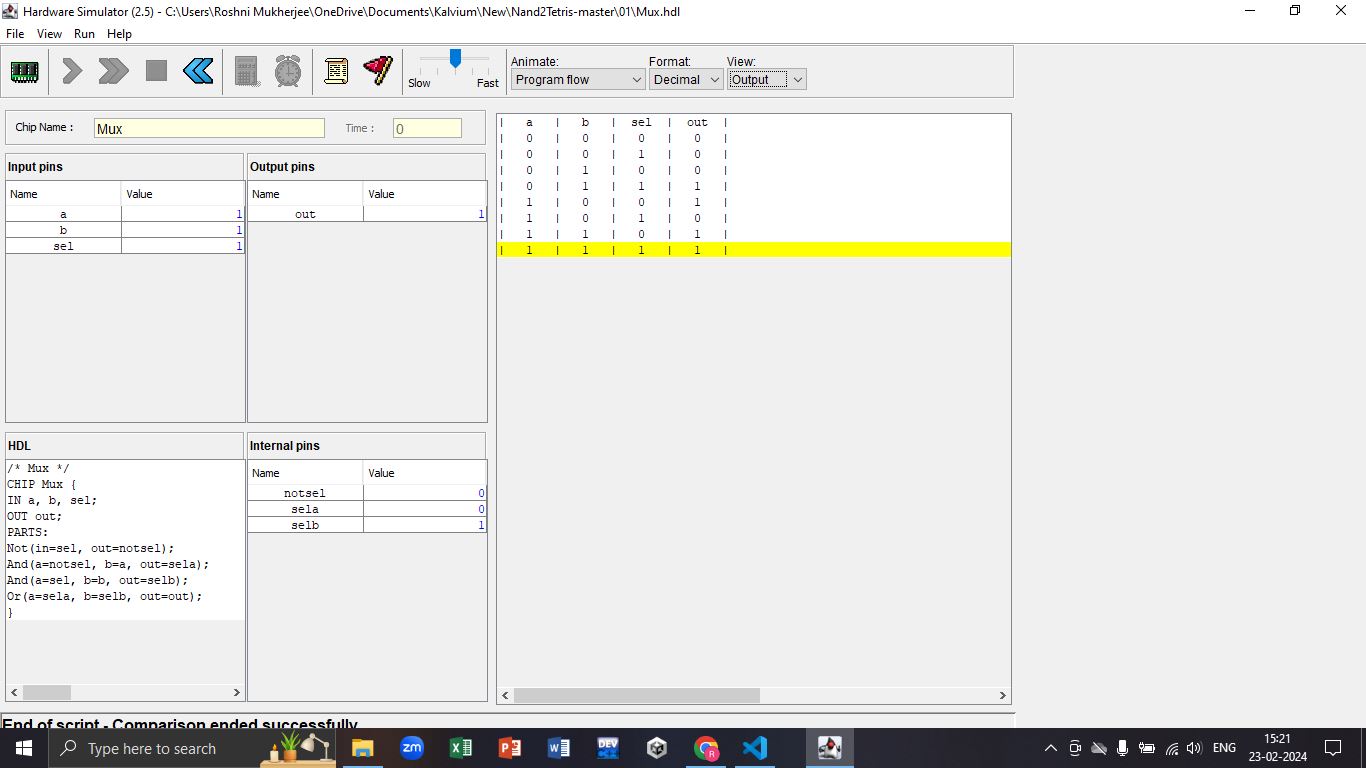 Hardware Simulator (2.5) - C:\Users\Roshni Mukherjee\OneDrive\Documents\Kalvium\New\Nand2Tetris-master\01\Mux.hdl
File View Run Help
Slow Fast
Animate: Format: View:
Program flow Decimal Output
Chip Name : Mux Time : 0
Input pins
Name Value
a 1
b 1
sel 1
Output pins
Name Value
out 1
HDL
/* Mux */
CHIP Mux {
IN a, b, sel;
OUT out;
PARTS:
Not(in=sel, out=notsel);
And(a=notsel, b=a, out=sela);
And(a=sel, b=b, out=selb);
Or(a=sela, b=selb, out=out);
}
Internal pins
Name Value
notsel 0
sela 0
selb 1
| a | b | sel | out |
| 0 | 0 | 0 | 0 |
| 0 | 0 | 1 | 0 |
| 0 | 1 | 0 | 0 |
| 0 | 1 | 1 | 1 |
| 1 | 0 | 0 | 1 |
| 1 | 0 | 1 | 0 |
| 1 | 1 | 0 | 1 |
| 1 | 1 | 1 | 1 |
End of script - Comparison ended successfully
Type here to search
zm
DEV
R
ENG
15:21
23-02-2024